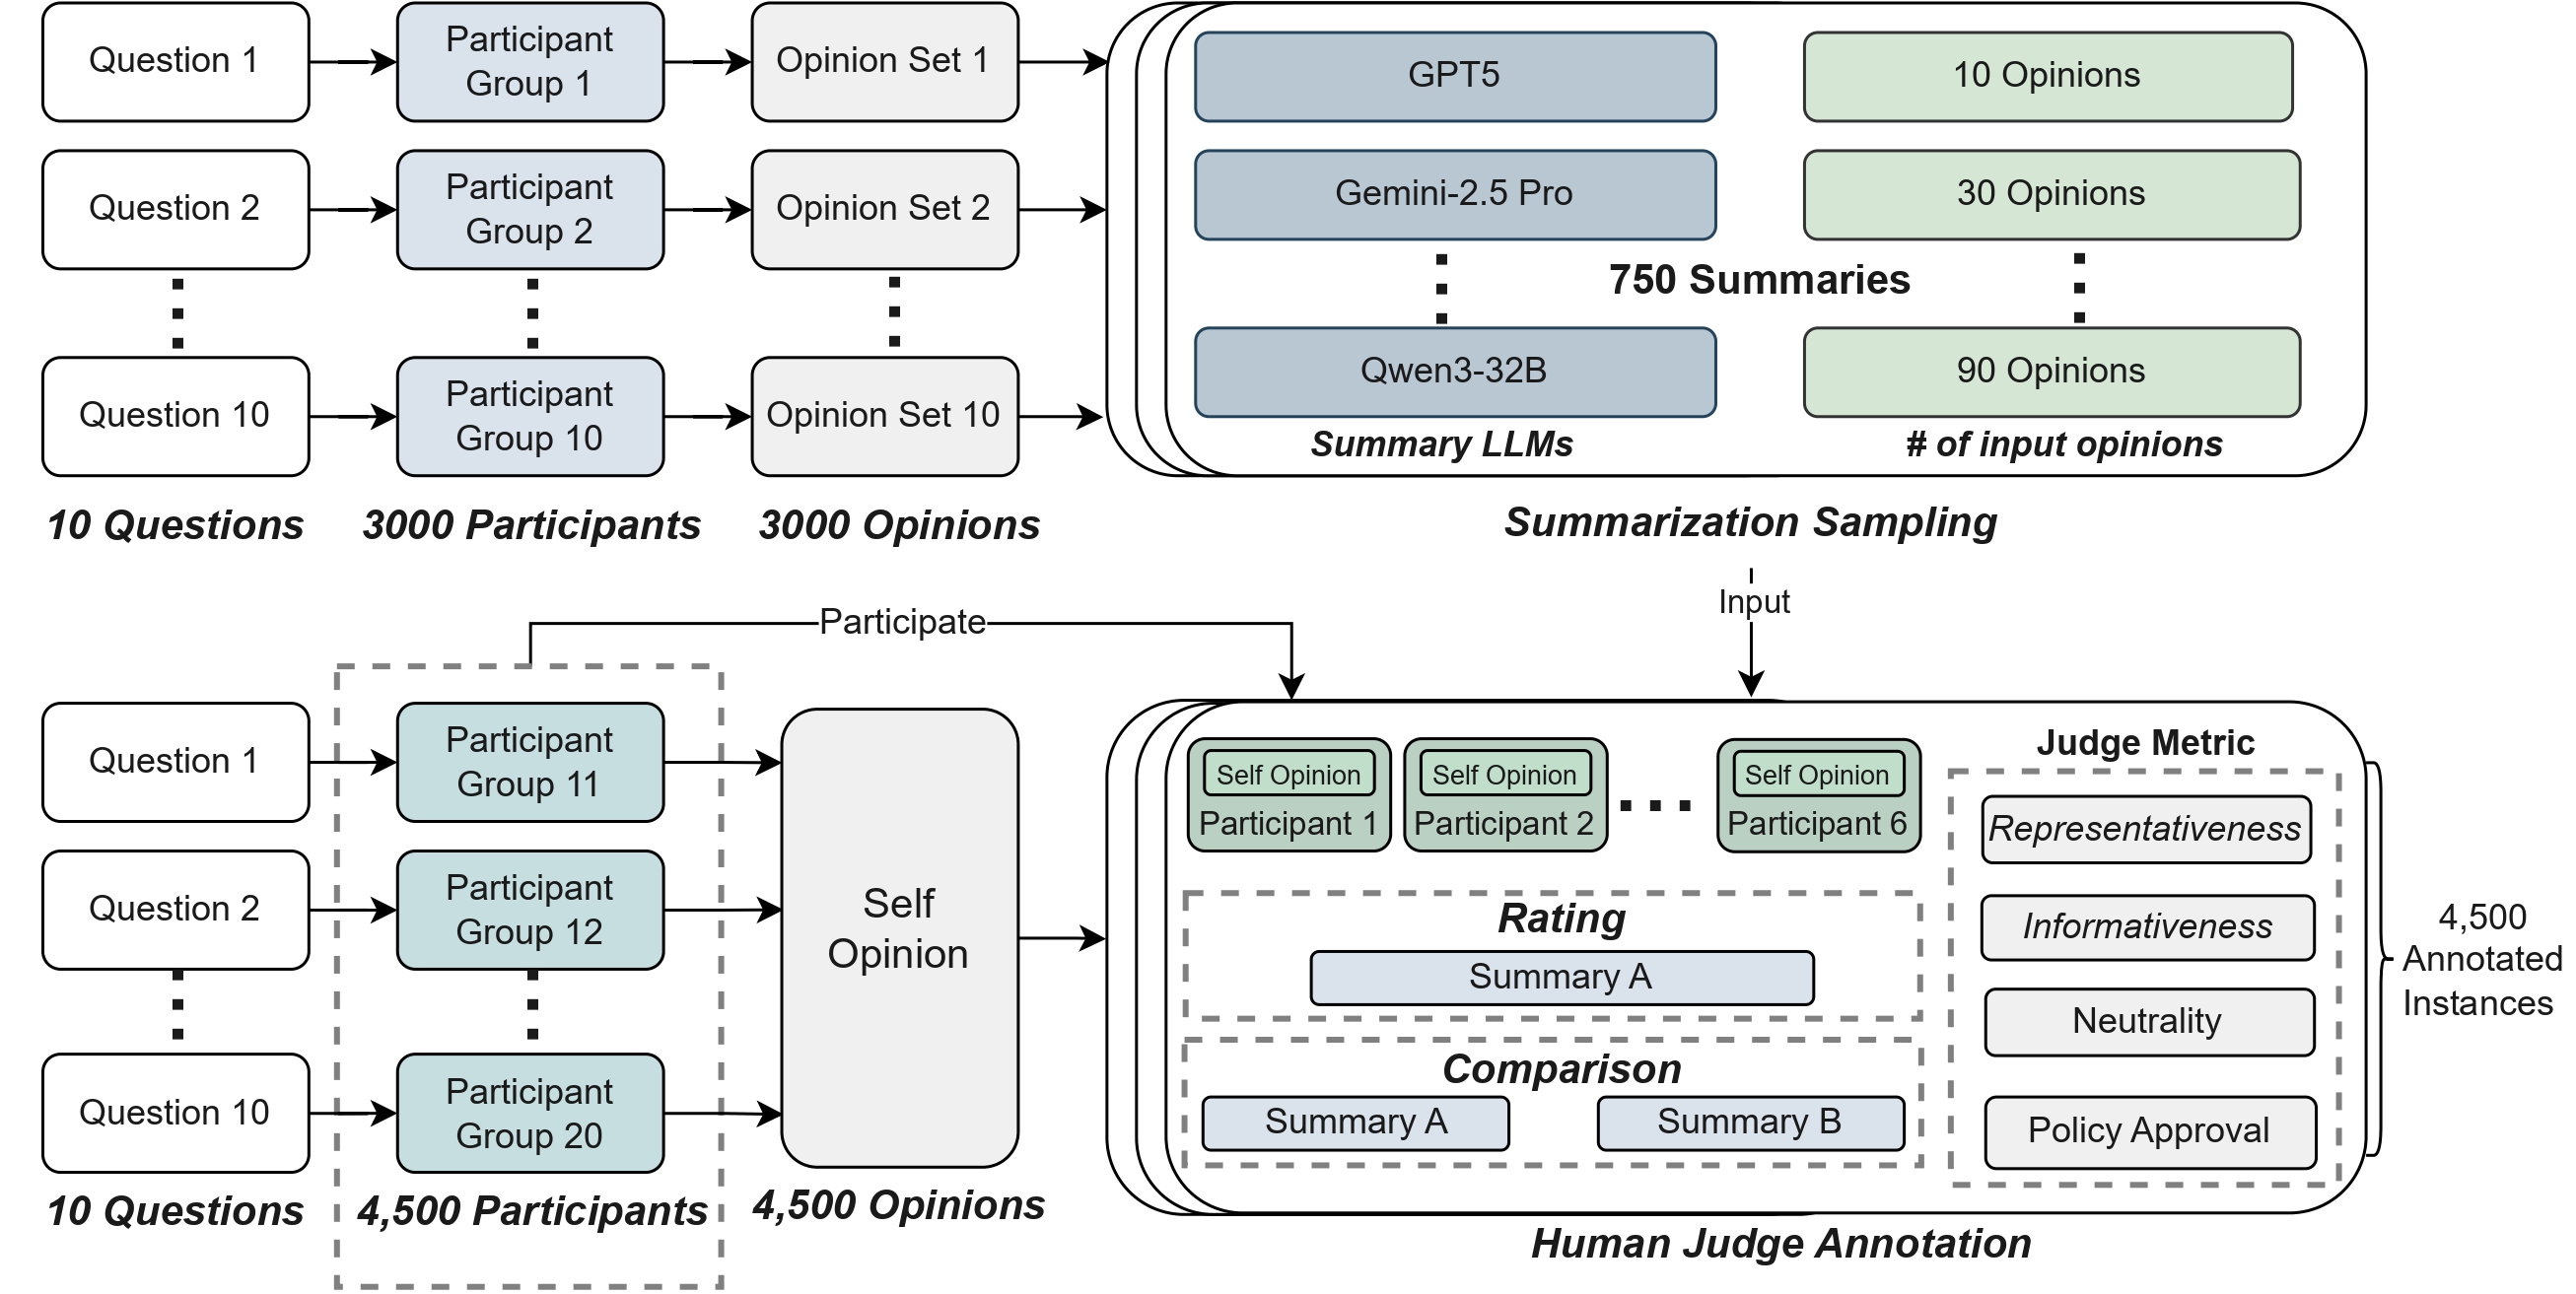 Question 1
Participant
Group 1
Opinion Set 1
Question 2
Participant
Group 2
Opinion Set 2
Question 10
Participant
Group 10
Opinion Set 10
10 Questions
3000 Participants
3000 Opinions
GPT5
10 Opinions
Gemini-2.5 Pro
30 Opinions
750 Summaries
Qwen3-32B
90 Opinions
Summary LLMs
# of input opinions
Summarization Sampling
Participate
Input
Question 1
Participant
Group 11
Question 2
Participant
Group 12
Question 10
Participant
Group 20
Self
Opinion
10 Questions
4,500 Participants
4,500 Opinions
Self Opinion
Participant 1
Self Opinion
Participant 2
Self Opinion
Participant 6
Rating
Summary A
Comparison
Summary A
Summary B
Judge Metric
Representativeness
Informativeness
Neutrality
Policy Approval
4,500
Annotated
Instances
Human Judge Annotation